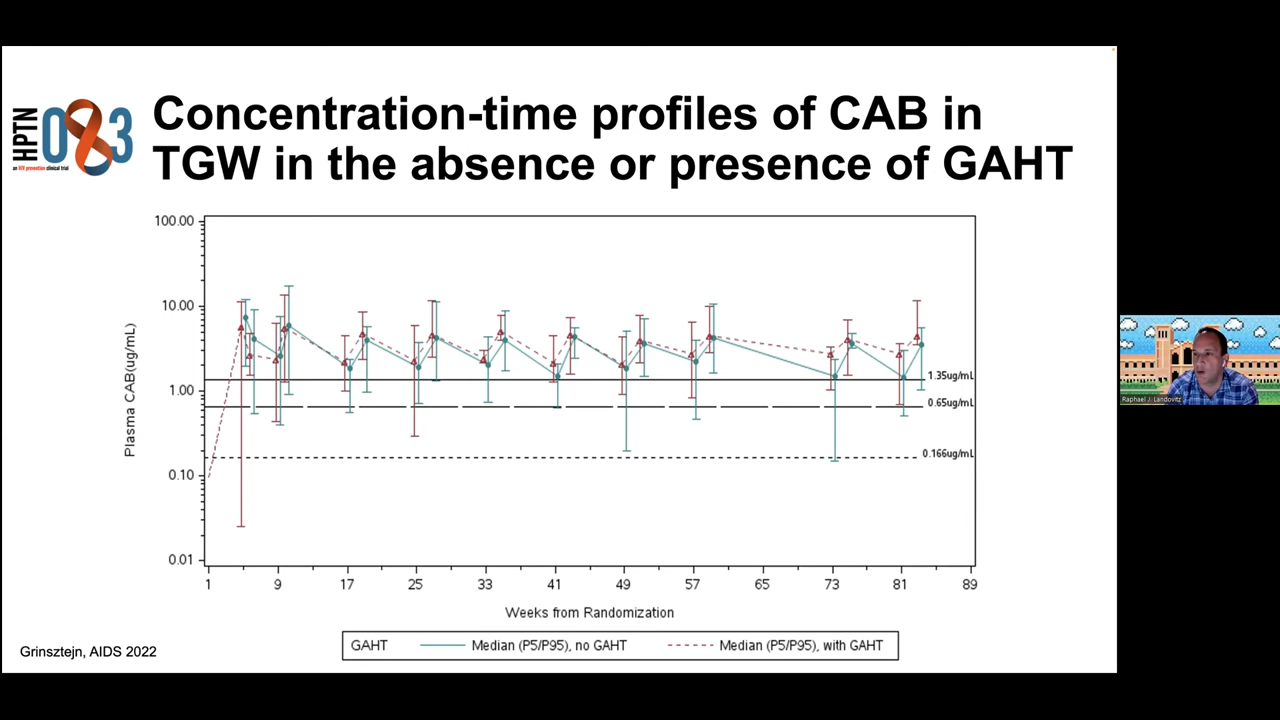 HPTN
083
an HIV prevention clinical trial
Concentration-time profiles of CAB in
TGW in the absence or presence of GAHT
100.00
10.00
1.00
0.10
0.01
Plasma CAB(ug/mL)
1.35ug/mL
0.65ug/mL
0.166ug/mL
1 9 17 25 33 41 49 57 65 73 81 89
Weeks from Randomization
GAHT Median (P5/P95), no GAHT Median (P5/P95), with GAHT
Grinsztejn, AIDS 2022
Raphael J. Landovitz